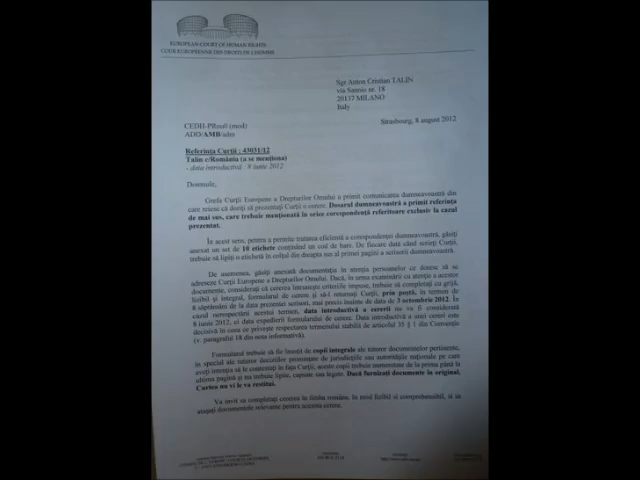 EUROPEAN COURT OF HUMAN RIGHTS
COUR EUROPÉENNE DES DROITS DE L'HOMME
Sgr Anton Cristian TALIN
via Sannio nr. 18
20137 MILANO
Italy
Strasbourg, 8 august 2012
CEDH-PRou0 (mod)
ADD/AMB/ades
Referinţa Curţii : 43031/12
Talin c/România (a se menţiona)
- data introductivă : 8 iunie 2012
Domnule,
Grefa Curţii Europene a Drepturilor Omului a primit comunicarea dumneavoastră din
care reiese că doriţi să prezentaţi Curţii o cerere. Dosarul dumneavoastră a primit referinţa
de mai sus, care trebuie menţionată în orice corespondenţă referitoare exclusiv la cazul
prezentat.
În acest sens, pentru a permite tratarea eficientă a corespondenţei dumneavoastră, găsiţi
anexat un set de 10 etichete conţinând un cod de bare. De fiecare dată când scrieţi Curţii,
trebuie să lipiţi o etichetă în colţul din dreapta sus al primei pagini a scrisorii dumneavoastră.
De asemenea, găsiţi anexată documentaţia în atenţia persoanelor ce doresc să se
adreseze Curţii Europene a Drepturilor Omului. Dacă, în urma examinării cu atenţie a acestor
documente, consideraţi că cererea întruneşte criteriile impuse, trebuie să completaţi cu grijă,
lizibil şi integral, formularul de cerere şi să-l returnaţi Curţii, prin poştă, în termen de
8 săptămâni de la data prezentei scrisori, mai precis înainte de data de 3 octombrie 2012. În
cazul nerespectării acestui termen, data introductivă a cererii nu va fi considerată
8 iunie 2012, ci data expedierii formularului de cerere. Data introductivă a unei cereri este
decisivă în ceea ce priveşte respectarea termenului stabilit de articolul 35 § 1 din Convenţie
(v. paragraful 18 din nota informativă).
Formularul trebuie să fie însoţit de copii integrale ale tuturor documentelor pertinente,
în special ale tuturor deciziilor pronunţate de jurisdicţiile sau autorităţile naţionale pe care
aveţi intenţia să le contestaţi în faţa Curţii, aceste copii trebuie numerotate de la prima până la
ultima pagină şi nu trebuie lipite, capsate sau legate. Dacă furnizaţi documente în original,
Curtea nu vi le va restitui.
Vă invit să completaţi cererea în limba română, în mod lizibil şi comprehensibil, şi să
ataşaţi documentele relevante pentru această cerere.